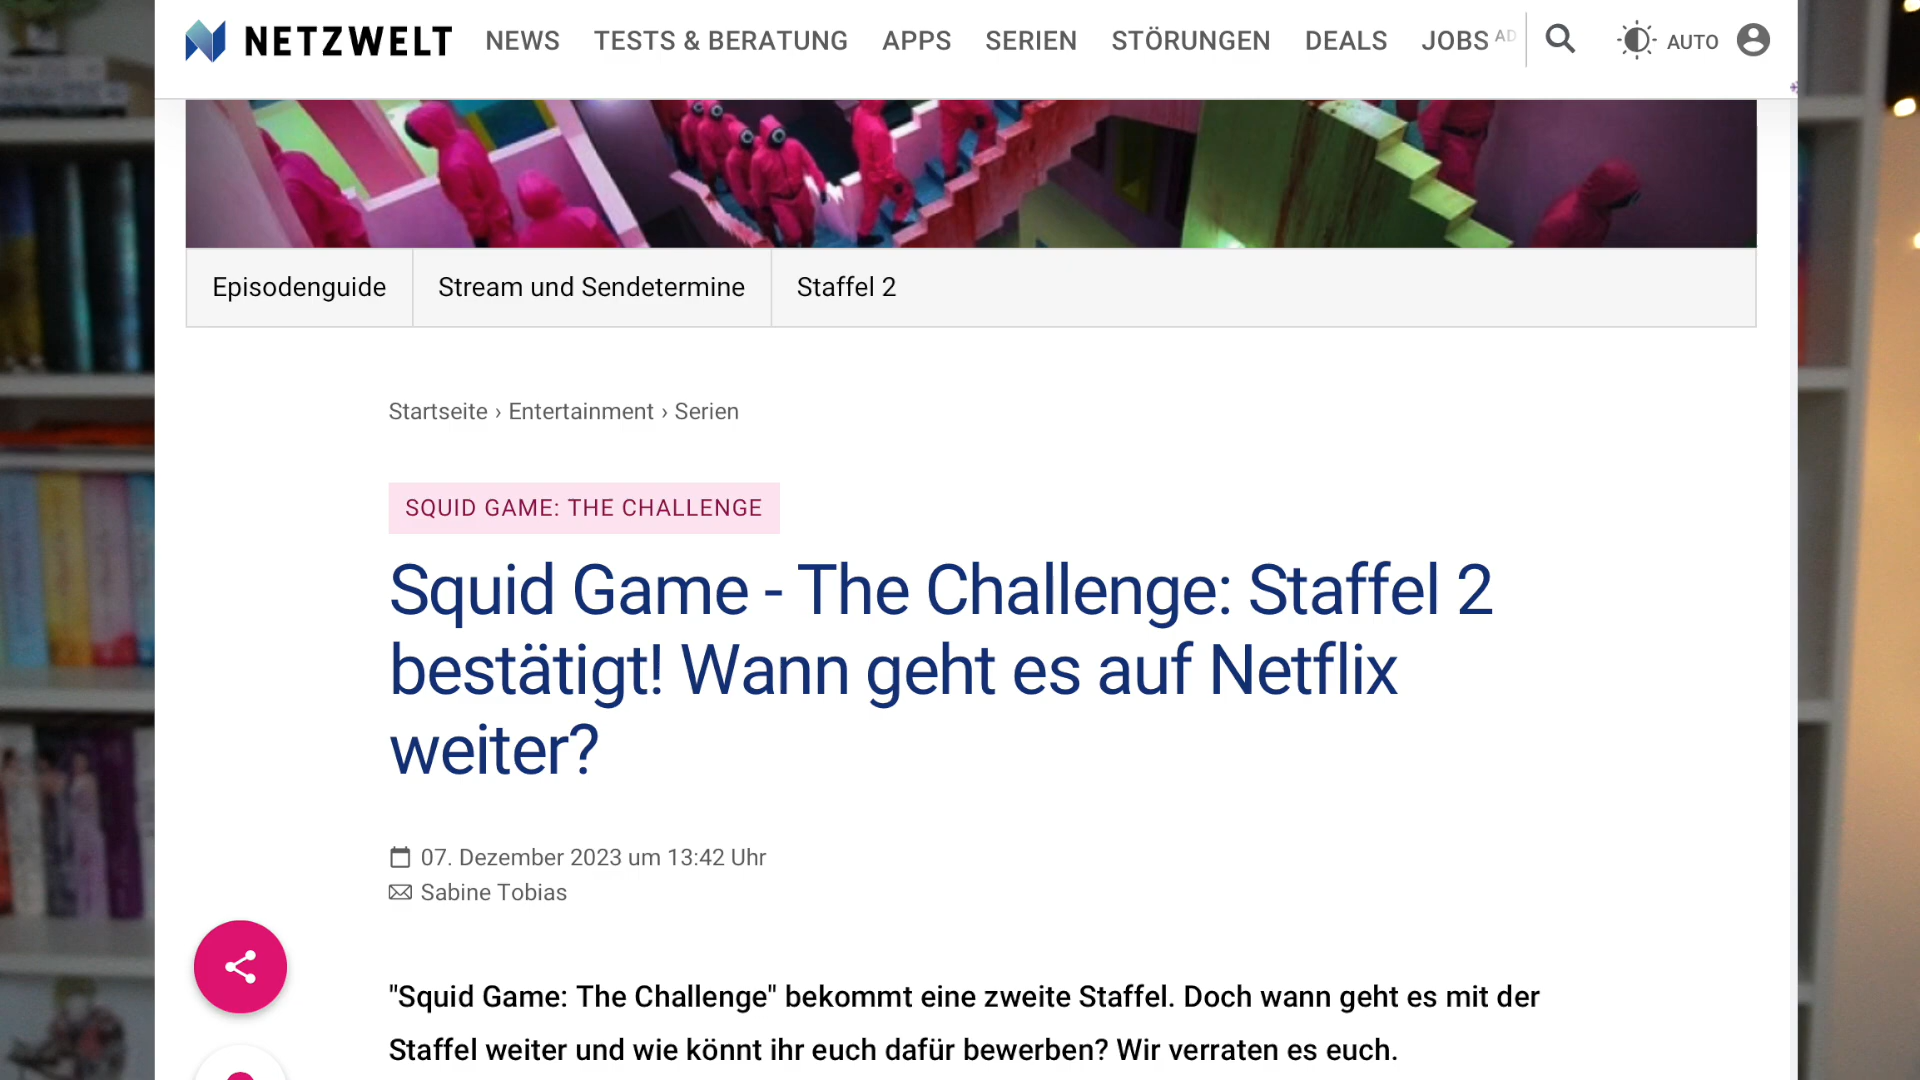 NETZWELT NEWS TESTS & BERATUNG APPS SERIEN STÖRUNGEN DEALS JOBS AD AUTO
Episodenguide Stream und Sendetermine Staffel 2
Startseite › Entertainment › Serien
SQUID GAME: THE CHALLENGE
Squid Game - The Challenge: Staffel 2
bestätigt! Wann geht es auf Netflix
weiter?
07. Dezember 2023 um 13:42 Uhr
Sabine Tobias
"Squid Game: The Challenge" bekommt eine zweite Staffel. Doch wann geht es mit der
Staffel weiter und wie könnt ihr euch dafür bewerben? Wir verraten es euch.